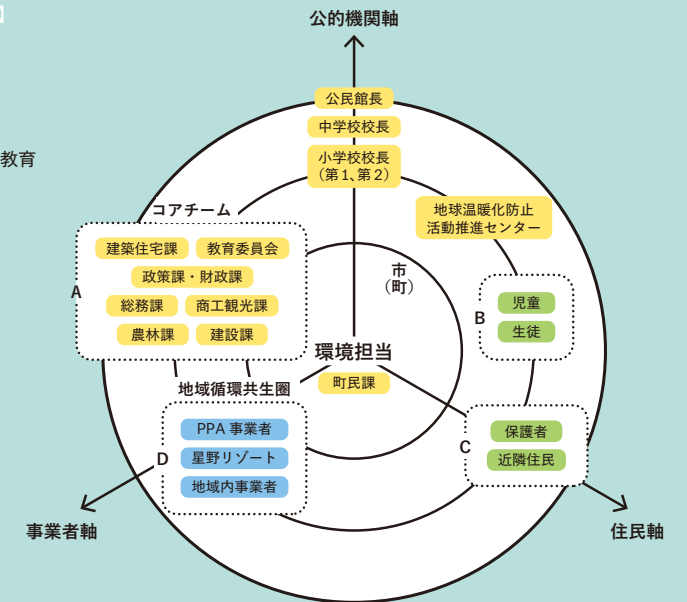 】
公的機関軸
公民館長
中学校校長
教育
小学校校長
（第1、第2）
コアチーム
地球温暖化防止
活動推進センター
建築住宅課
教育委員会
政策課・財政課
市
（町）
A
総務課
商工観光課
農林課
建設課
児童
B
生徒
環境担当
町民課
地域循環共生圏
PPA 事業者
星野リゾート
D
地域内事業者
保護者
C
近隣住民
事業者軸
住民軸